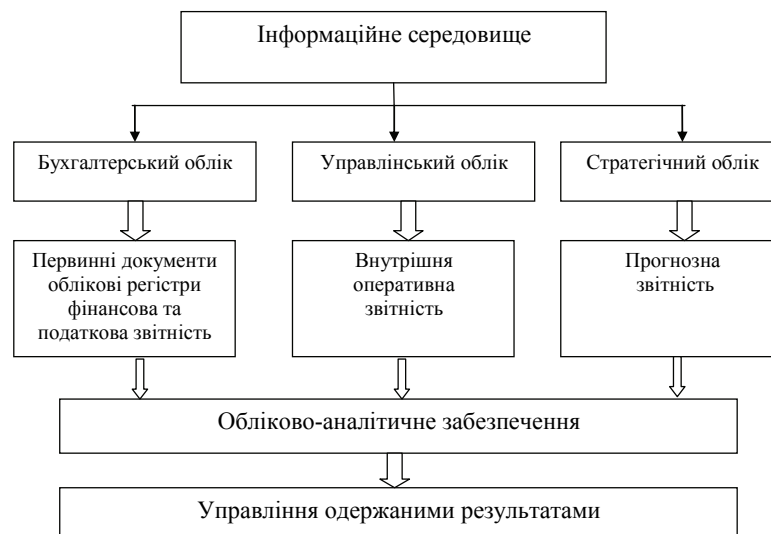 Інформаційне середовище
Бухгалтерський облік
Управлінський облік
Стратегічний облік
Первинні документи
облікові регістри
фінансова та
податкова звітність
Внутрішня
оперативна
звітність
Прогнозна
звітність
Обліково-аналітичне забезпечення
Управління одержаними результатами